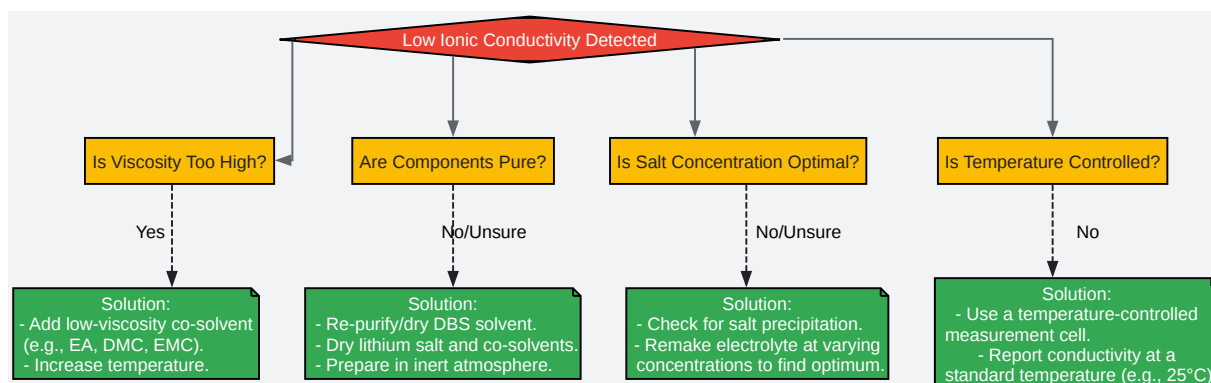 Low Ionic Conductivity Detected
Is Viscosity Too High?
Are Components Pure?
Is Salt Concentration Optimal?
Is Temperature Controlled?
Yes
No/Unsure
No/Unsure
No
Solution:
- Add low-viscosity co-solvent
(e.g., EA, DMC, EMC).
- Increase temperature.
Solution:
- Re-purify/dry DBS solvent.
- Dry lithium salt and co-solvents.
- Prepare in inert atmosphere.
Solution:
- Check for salt precipitation.
- Remake electrolyte at varying
concentrations to find optimum.
Solution:
- Use a temperature-controlled
measurement cell.
- Report conductivity at a
standard temperature (e.g., 25°C)